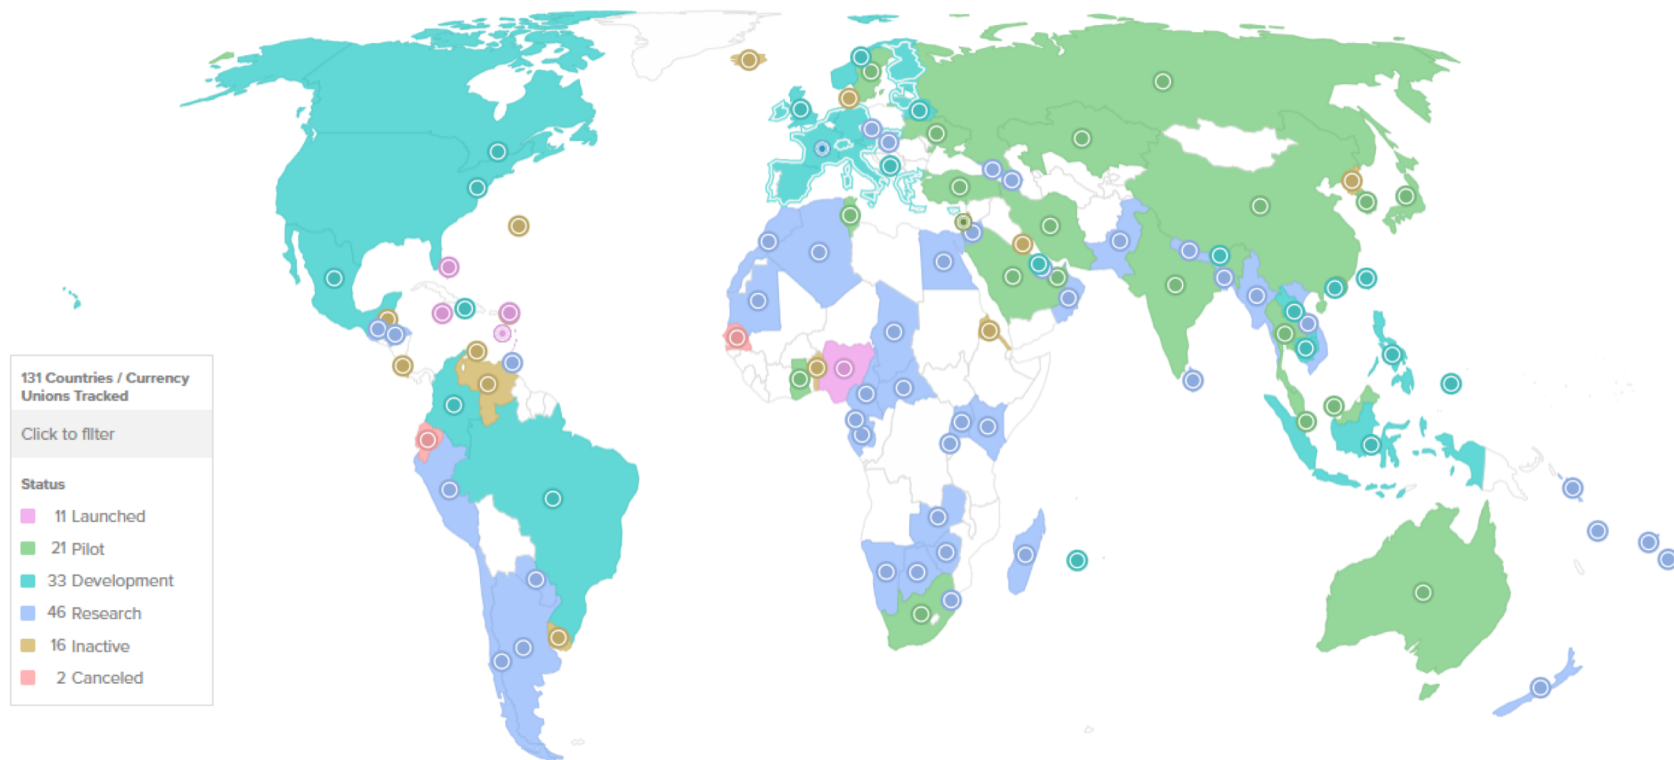 131 Countries / Currency
Unions Tracked
Click to filter
Status
11 Launched
21 Pilot
33 Development
46 Research
16 Inactive
2 Canceled